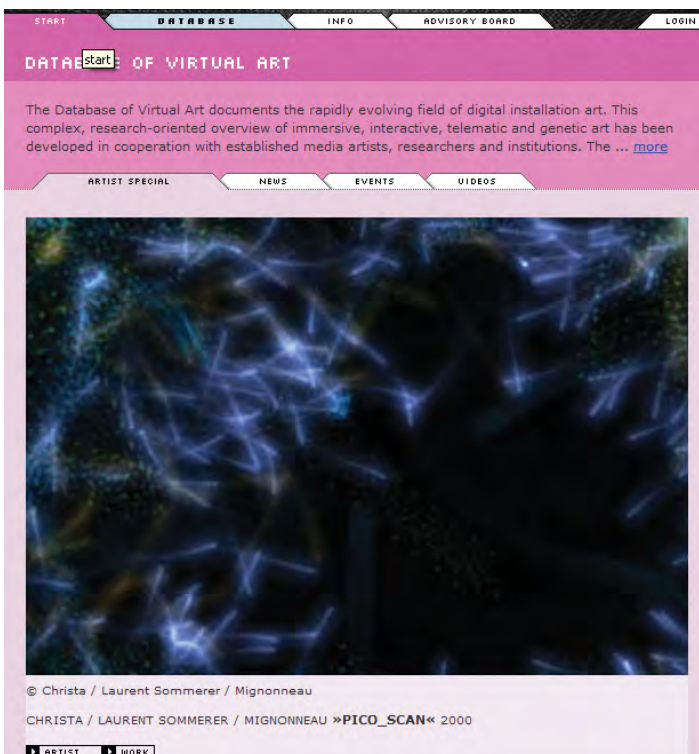 START DATABASE INFO ADVISORY BOARD LOGIN
DATABASE OF VIRTUAL ART
start
The Database of Virtual Art documents the rapidly evolving field of digital installation art. This
complex, research-oriented overview of immersive, interactive, telematic and genetic art has been
developed in cooperation with established media artists, researchers and institutions. The ... more
ARTIST SPECIAL NEWS EVENTS VIDEOS
© Christa / Laurent Sommerer / Mignonneau
CHRISTA / LAURENT SOMMERER / MIGNONNEAU »PICO_SCAN« 2000
ARTIST WORK